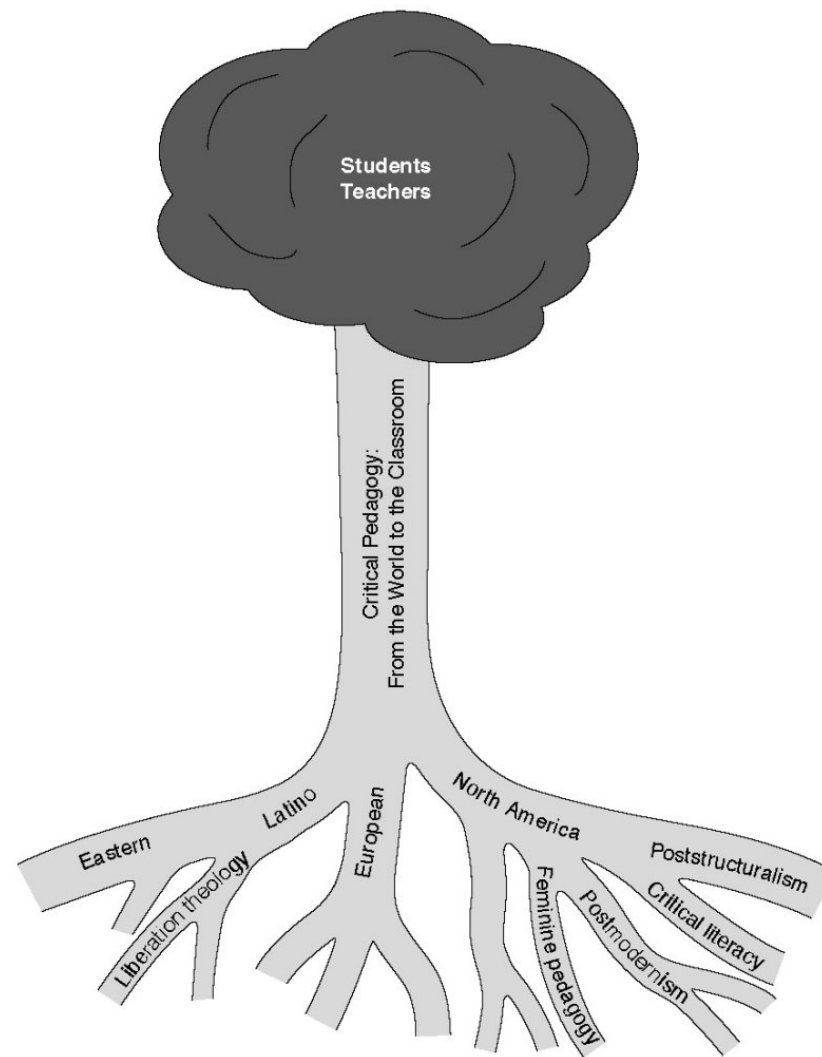 Students
Teachers
Critical Pedagogy:
From the World to the Classroom
Eastern
Latino
Liberation theology
European
North America
Feminine pedagogy
Postmodernism
Critical literacy
Poststructuralism